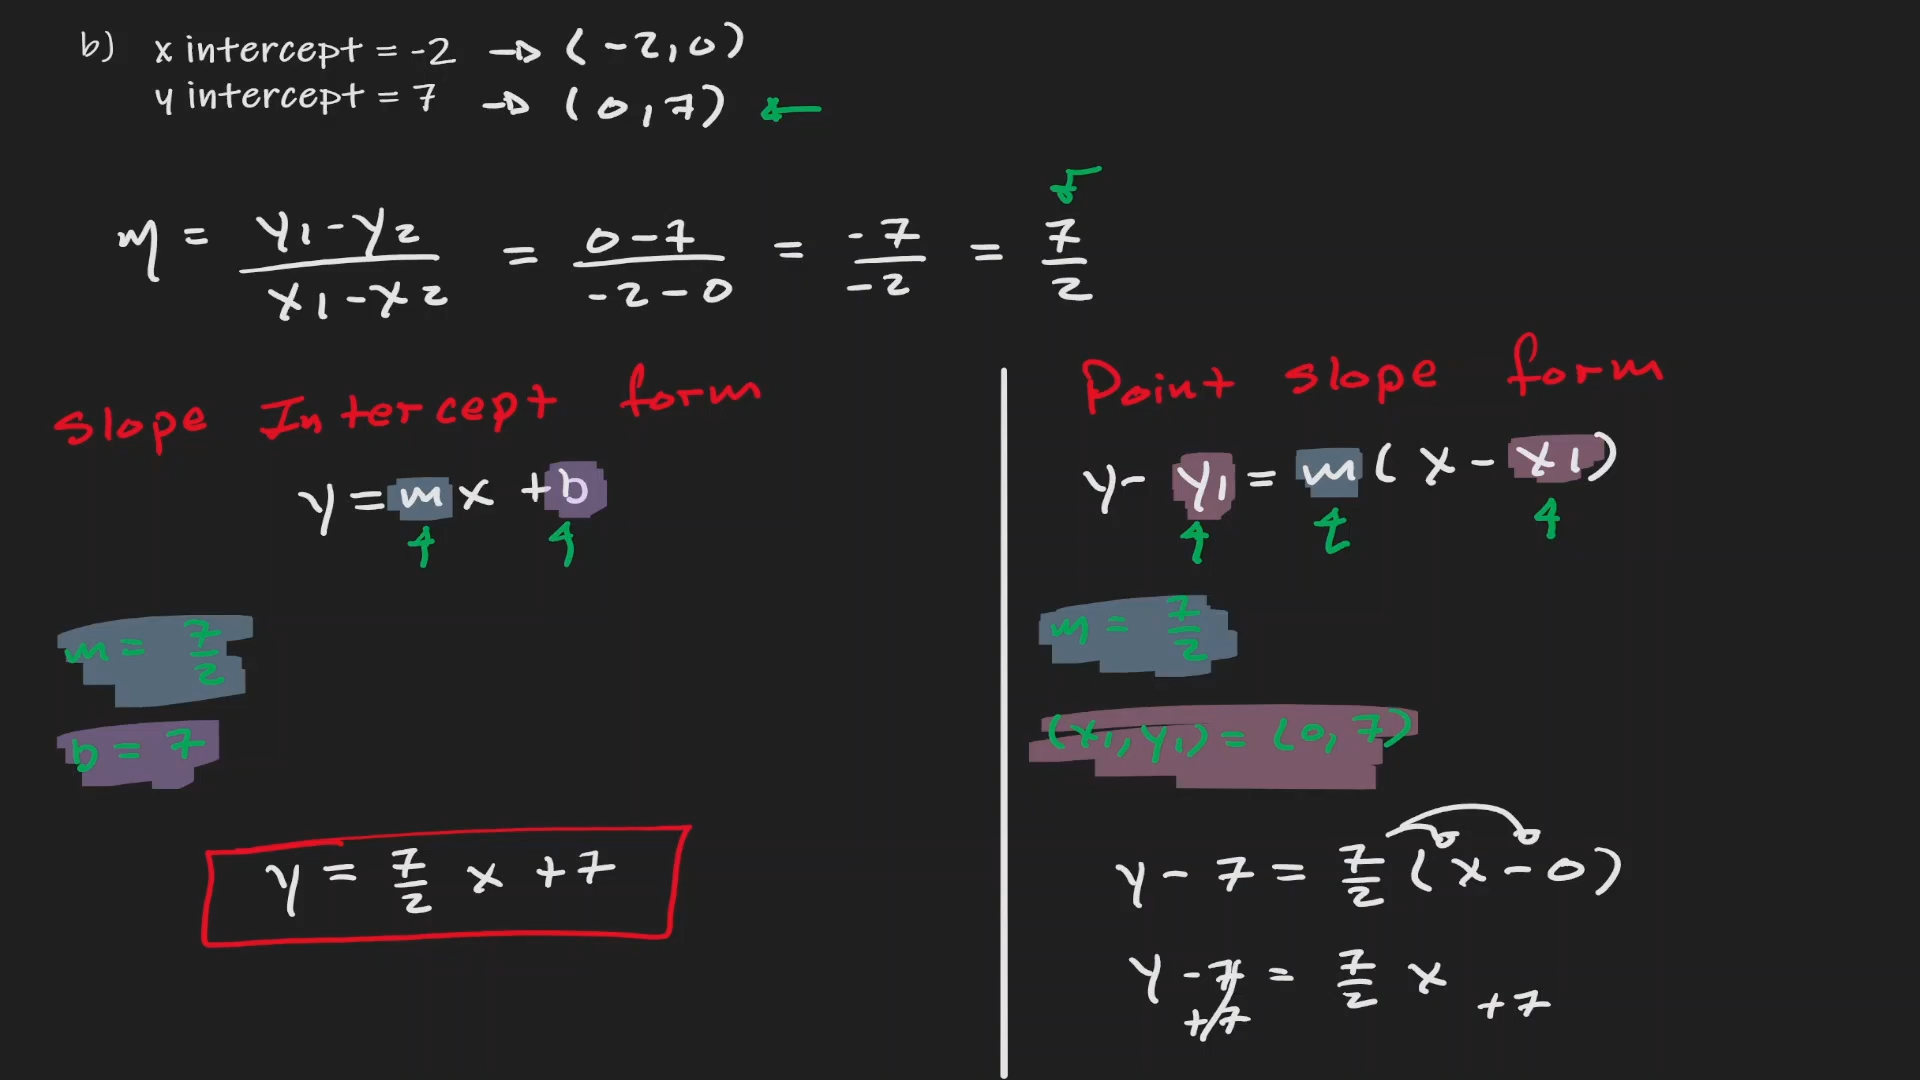 b) x intercept = -2 → (-2, 0)
y intercept = 7 → (0, 7) ←
m = y1 - y2 / x1 - x2 = 0 - 7 / -2 - 0 = -7 / -2 = 7/2 ✓
Slope Intercept form
y = mx + b
m = 7/2
b = 7
y = 7/2 x + 7
Point slope form
y - y1 = m(x - x1)
m = 7/2
(x1, y1) = (0, 7)
y - 7 = 7/2 (x - 0)
y - 7 = 7/2 x
+7 +7